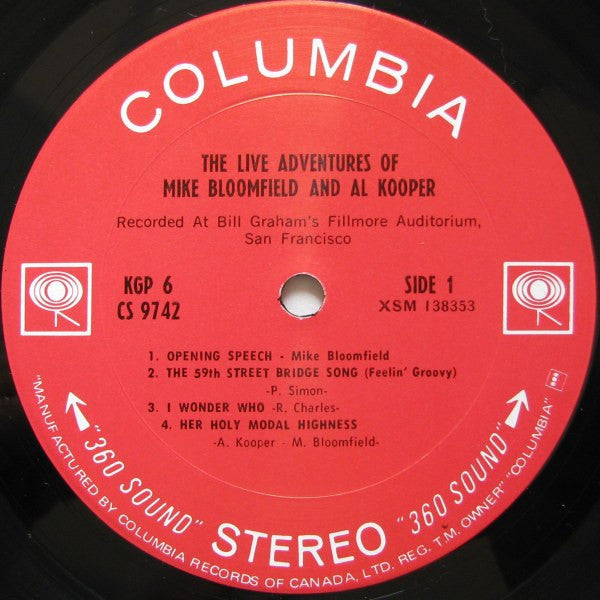 COLUMBIA
THE LIVE ADVENTURES OF
MIKE BLOOMFIELD AND AL KOOPER
Recorded At Bill Graham's Fillmore Auditorium,
San Francisco
KGP 6
CS 9742
SIDE 1
XSM 138353
1. OPENING SPEECH - Mike Bloomfield
2. THE 59th STREET BRIDGE SONG (Feelin' Groovy)
-P. Simon-
3. I WONDER WHO -R. Charles-
4. HER HOLY MODAL HIGHNESS
-A. Kooper - M. Bloomfield-
"360 SOUND" STEREO "360 SOUND"
"MANUFACTURED BY COLUMBIA RECORDS OF CANADA, LTD. REG. T.M. OWNER" "COLUMBIA"